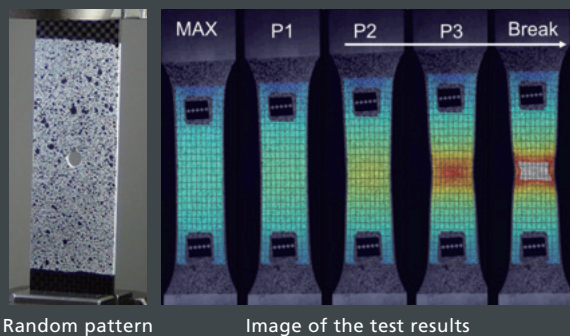 MAX P1 P2 P3 Break
Random pattern
Image of the test results